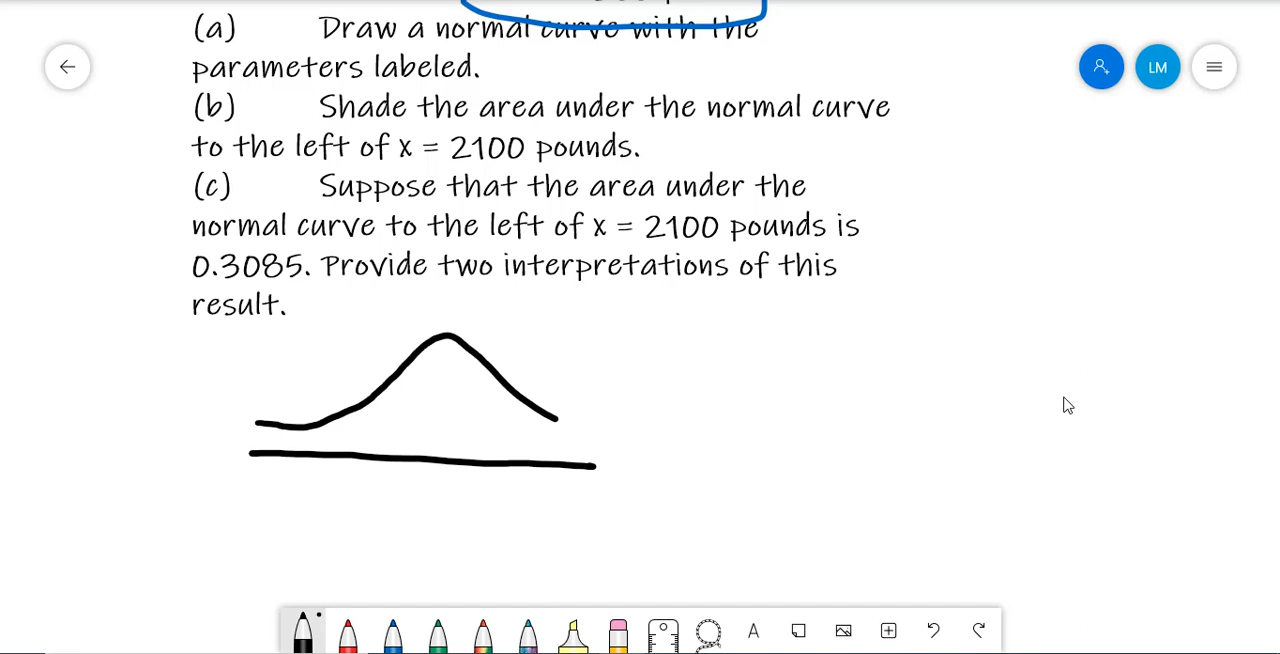 (a) Draw a normal curve with the
parameters labeled.
(b) Shade the area under the normal curve
to the left of x = 2100 pounds.
(c) Suppose that the area under the
normal curve to the left of x = 2100 pounds is
0.3085. Provide two interpretations of this
result.
LM
A